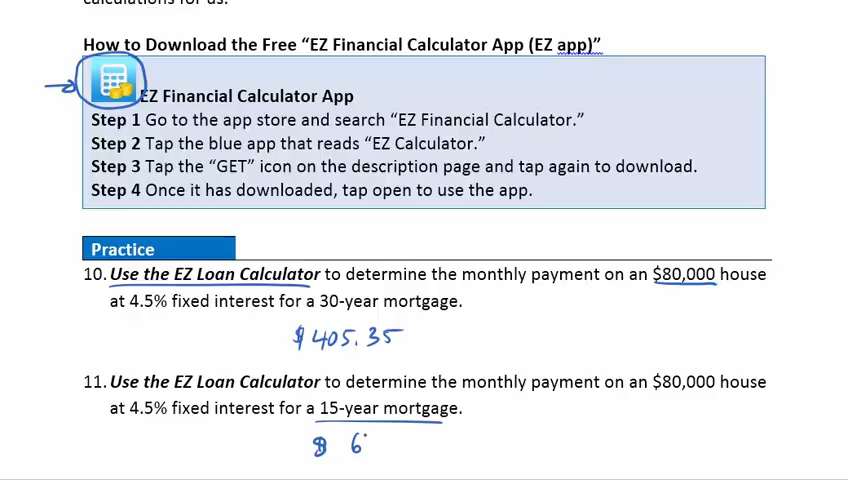 calculations for us.
How to Download the Free “EZ Financial Calculator App (EZ app)”
EZ Financial Calculator App
Step 1 Go to the app store and search “EZ Financial Calculator.”
Step 2 Tap the blue app that reads “EZ Calculator.”
Step 3 Tap the “GET” icon on the description page and tap again to download.
Step 4 Once it has downloaded, tap open to use the app.
Practice
10. Use the EZ Loan Calculator to determine the monthly payment on an $80,000 house
at 4.5% fixed interest for a 30-year mortgage.
$405.35
11. Use the EZ Loan Calculator to determine the monthly payment on an $80,000 house
at 4.5% fixed interest for a 15-year mortgage.
$ 6